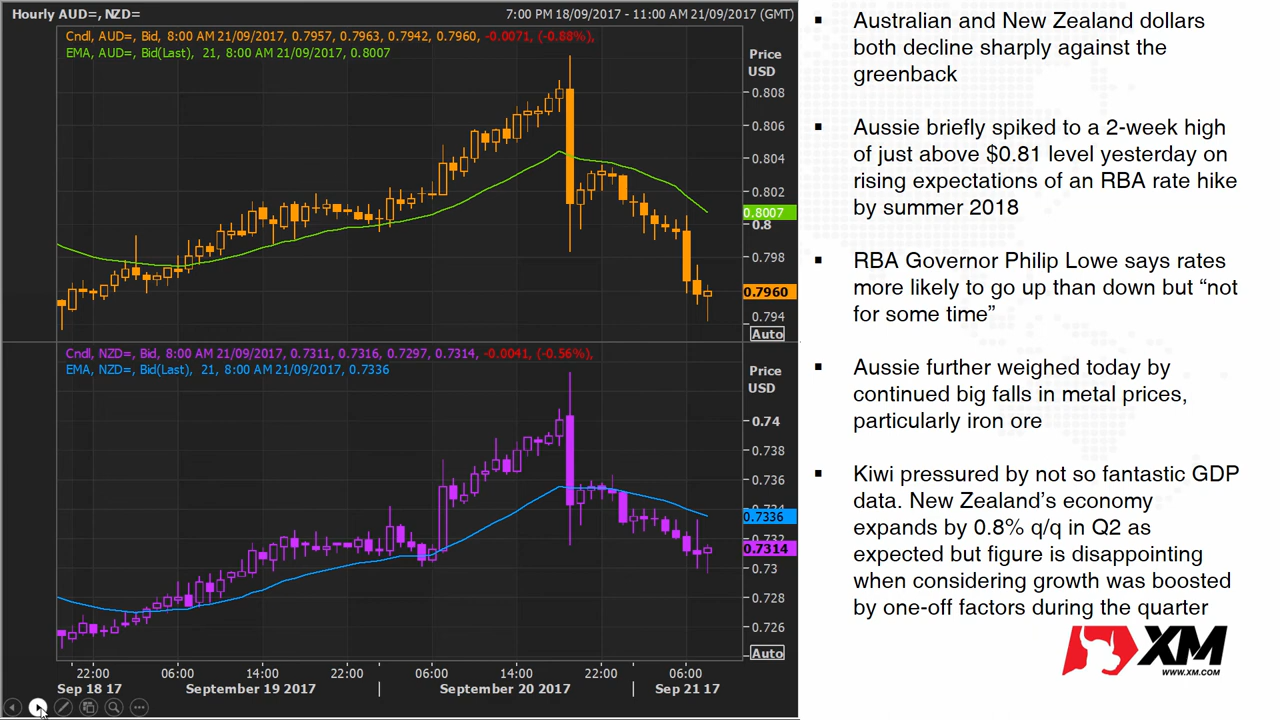 Hourly AUD=, NZD=
7:00 PM 18/09/2017 - 11:00 AM 21/09/2017 (GMT)
Cndl, AUD=, Bid, 8:00 AM 21/09/2017, 0.7957, 0.7963, 0.7942, 0.7960, -0.0071, (-0.88%),
EMA, AUD=, Bid(Last), 21, 8:00 AM 21/09/2017, 0.8007
Price
USD
0.808
0.806
0.804
0.802
0.8007
0.8
0.798
0.7960
0.794
Auto
Cndl, NZD=, Bid, 8:00 AM 21/09/2017, 0.7311, 0.7316, 0.7297, 0.7314, -0.0041, (-0.56%),
EMA, NZD=, Bid(Last), 21, 8:00 AM 21/09/2017, 0.7336
Price
USD
0.74
0.738
0.736
0.7336
0.732
0.7314
0.73
0.728
0.726
Auto
22:00 06:00 14:00 22:00 06:00 14:00 22:00 06:00
Sep 18 17 September 19 2017 September 20 2017 Sep 21 17
▪ Australian and New Zealand dollars
both decline sharply against the
greenback
▪ Aussie briefly spiked to a 2-week high
of just above $0.81 level yesterday on
rising expectations of an RBA rate hike
by summer 2018
▪ RBA Governor Philip Lowe says rates
more likely to go up than down but “not
for some time”
▪ Aussie further weighed today by
continued big falls in metal prices,
particularly iron ore
▪ Kiwi pressured by not so fantastic GDP
data. New Zealand’s economy
expands by 0.8% q/q in Q2 as
expected but figure is disappointing
when considering growth was boosted
by one-off factors during the quarter
XM
WWW.XM.COM